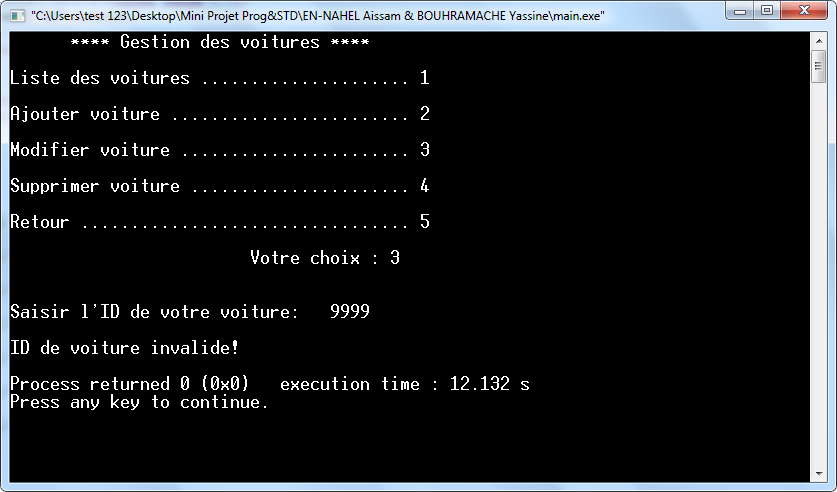 "C:\Users\test 123\Desktop\Mini Projet Prog&STD\EN-NAHEL Aissam & BOUHRAMACHE Yassine\main.exe"
**** Gestion des voitures ****
Liste des voitures ..................... 1
Ajouter voiture ........................ 2
Modifier voiture ....................... 3
Supprimer voiture ...................... 4
Retour ................................. 5
Votre choix : 3
Saisir l'ID de votre voiture:   9999
ID de voiture invalide!
Process returned 0 (0x0)   execution time : 12.132 s
Press any key to continue.